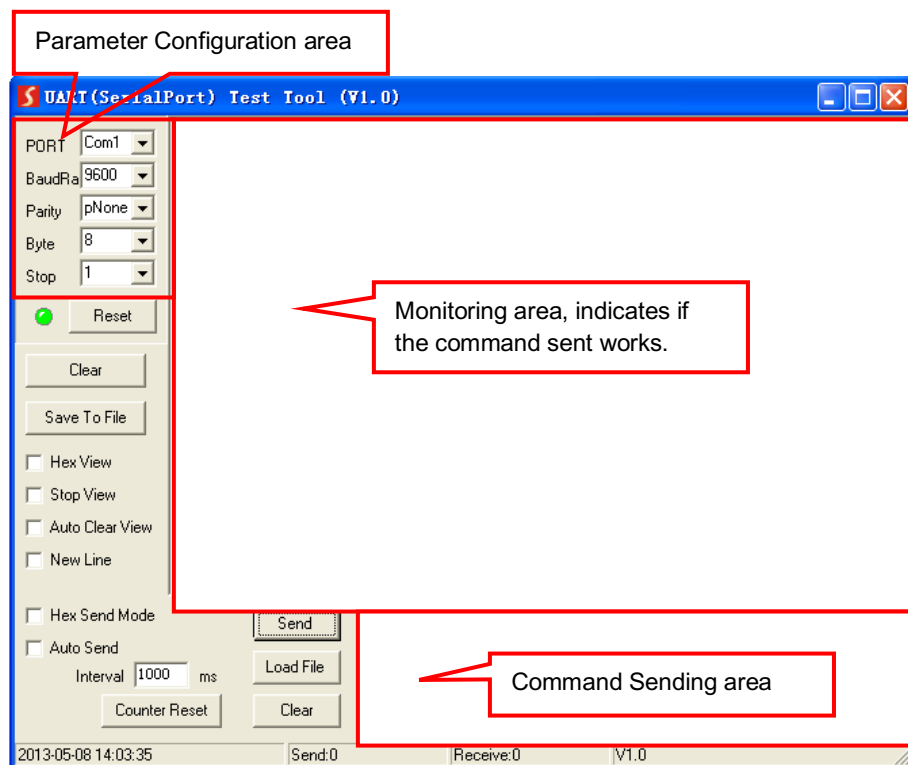 Parameter Configuration area
UART(SerialPort) Test Tool (V1.0)
PORT Com1
BaudRa 9600
Parity pNone
Byte 8
Stop 1
Reset
Monitoring area, indicates if
the command sent works.
Clear
Save To File
Hex View
Stop View
Auto Clear View
New Line
Hex Send Mode
Send
Auto Send
Interval 1000 ms
Load File
Counter Reset
Clear
Command Sending area
2013-05-08 14:03:35 Send:0 Receive:0 V1.0